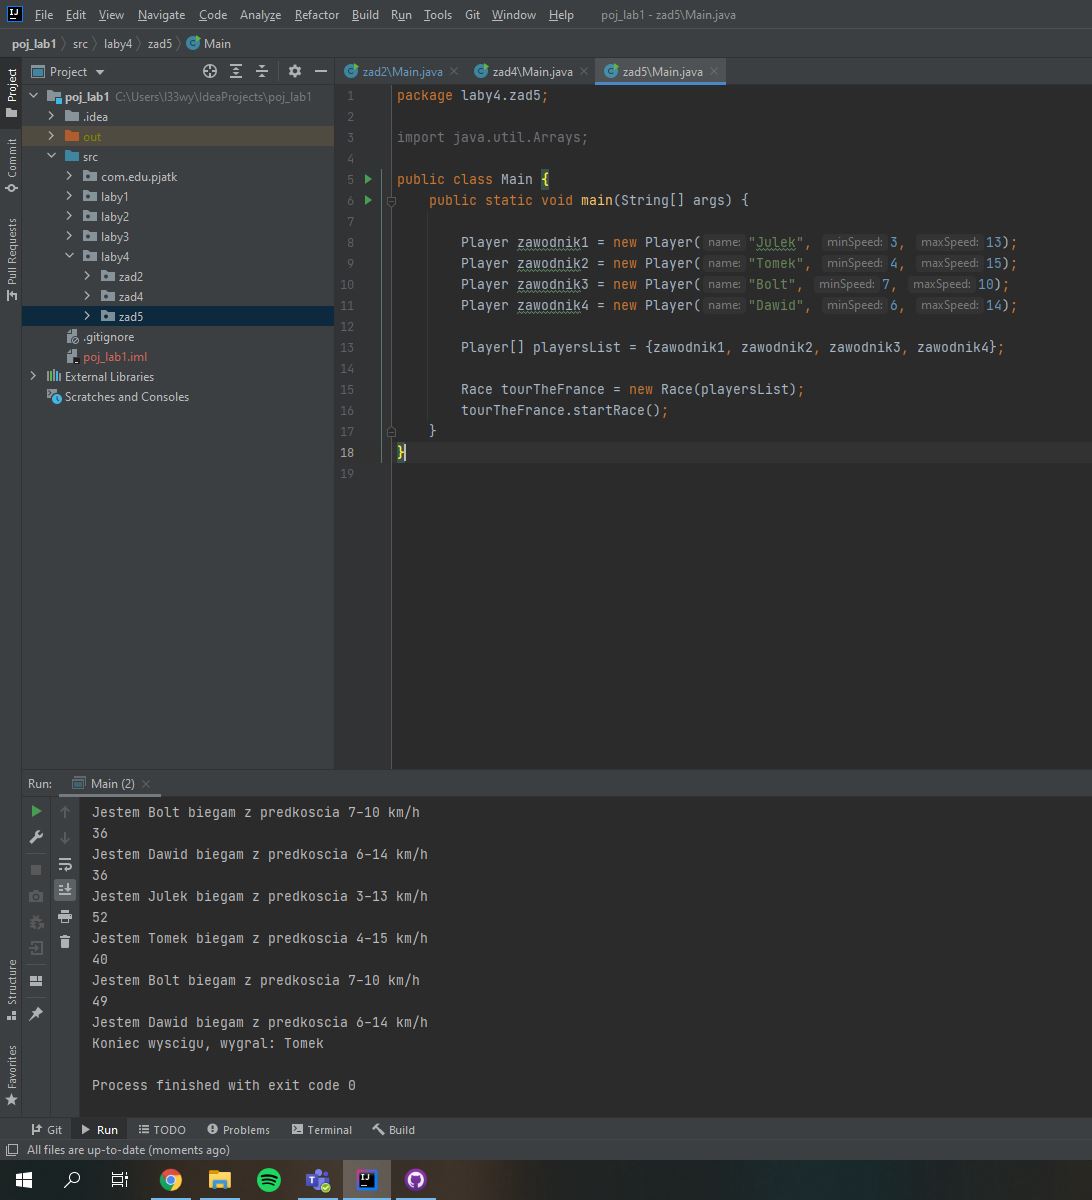 File Edit View Navigate Code Analyze Refactor Build Run Tools Git Window Help poj_lab1 - zad5\Main.java
poj_lab1 src laby4 zad5 Main
Project
Commit
Pull Requests
Structure
Favorites
Project
poj_lab1 C:\Users\l33wy\IdeaProjects\poj_lab1
.idea
out
src
com.edu.pjatk
laby1
laby2
laby3
laby4
zad2
zad4
zad5
.gitignore
poj_lab1.iml
External Libraries
Scratches and Consoles
zad2\Main.java zad4\Main.java zad5\Main.java
1 package laby4.zad5;
2
3 import java.util.Arrays;
4
5 public class Main {
6 public static void main(String[] args) {
7
8 Player zawodnik1 = new Player( name: "Julek", minSpeed: 3, maxSpeed: 13);
9 Player zawodnik2 = new Player( name: "Tomek", minSpeed: 4, maxSpeed: 15);
10 Player zawodnik3 = new Player( name: "Bolt", minSpeed: 7, maxSpeed: 10);
11 Player zawodnik4 = new Player( name: "Dawid", minSpeed: 6, maxSpeed: 14);
12
13 Player[] playersList = {zawodnik1, zawodnik2, zawodnik3, zawodnik4};
14
15 Race tourTheFrance = new Race(playersList);
16 tourTheFrance.startRace();
17 }
18 }
19
Run: Main (2)
Jestem Bolt biegam z predkoscia 7-10 km/h
36
Jestem Dawid biegam z predkoscia 6-14 km/h
36
Jestem Julek biegam z predkoscia 3-13 km/h
52
Jestem Tomek biegam z predkoscia 4-15 km/h
40
Jestem Bolt biegam z predkoscia 7-10 km/h
49
Jestem Dawid biegam z predkoscia 6-14 km/h
Koniec wyscigu, wygral: Tomek
Process finished with exit code 0
Git Run TODO Problems Terminal Build
All files are up-to-date (moments ago)